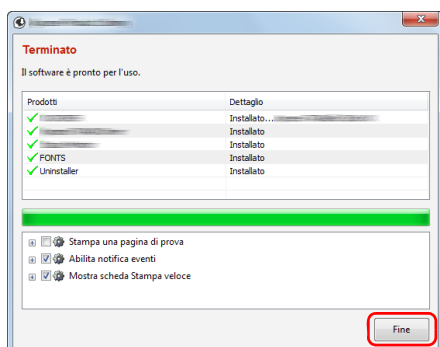 Terminato
Il software è pronto per l'uso.
Prodotti Dettaglio
Installato...
Installato
Installato
FONTS Installato
Uninstaller Installato
Stampa una pagina di prova
Abilita notifica eventi
Mostra scheda Stampa veloce
Fine